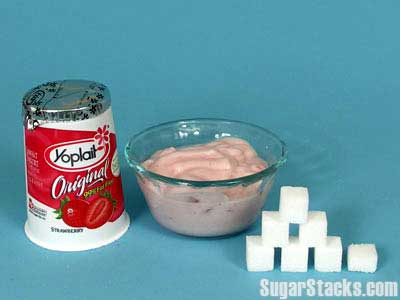 Yoplait
Original
99% Fat Free
STRAWBERRY
SugarStacks.com